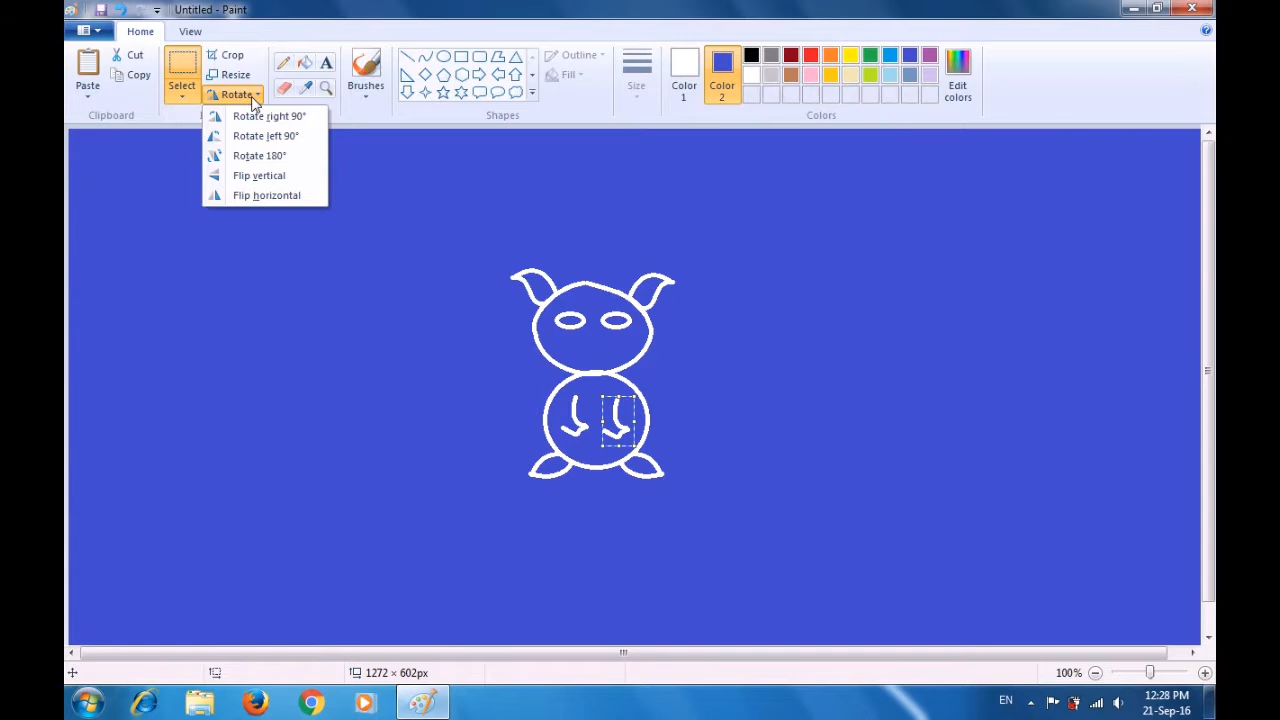 Untitled - Paint
Home View
Cut
Copy
Paste
Clipboard
Select
Crop
Resize
Rotate
A
Brushes
Outline
Fill
Shapes
Size
Color 1
Color 2
Edit colors
Colors
Rotate right 90°
Rotate left 90°
Rotate 180°
Flip vertical
Flip horizontal
1272 × 602px
100%
EN
12:28 PM
21-Sep-16